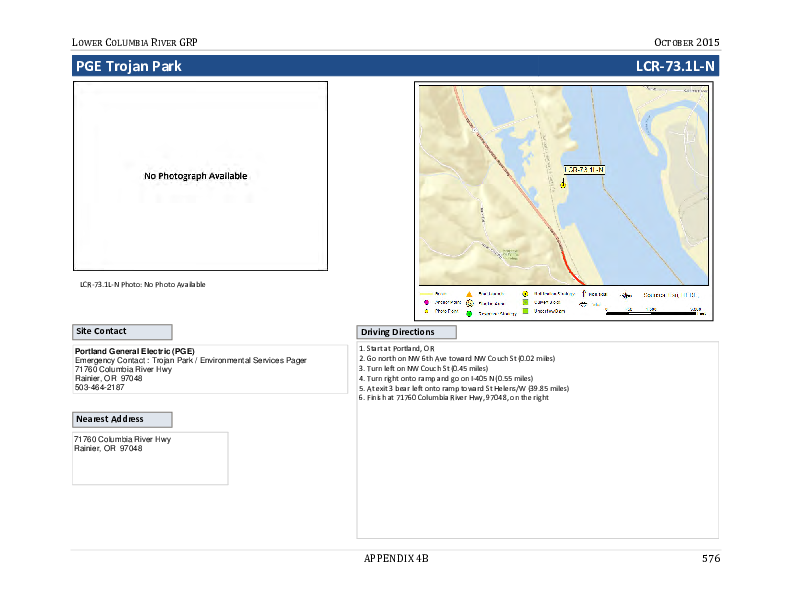 LOWER COLUMBIA RIVER GRP
OCTOBER 2015
PGE Trojan Park
LCR-73.1L-N
No Photograph Available
LCR-73.1L-N
LCR-73.1L-N Photo: No Photo Available
Site Contact
Portland General Electric (PGE)
Emergency Contact : Trojan Park / Environmental Services Pager
71760 Columbia River Hwy
Rainier, OR 97048
503-464-2187
Nearest Address
71760 Columbia River Hwy
Rainier, OR 97048
Driving Directions
1. Start at Portland, OR
2. Go north on NW 6th Ave toward NW Couch St (0.02 miles)
3. Turn left on NW Couch St (0.45 miles)
4. Turn right onto ramp and go on I-405 N (0.55 miles)
5. At exit 3 bear left onto ramp toward St Helens/W (39.85 miles)
6. Finish at 71760 Columbia River Hwy, 97048, on the right
APPENDIX 4B
576